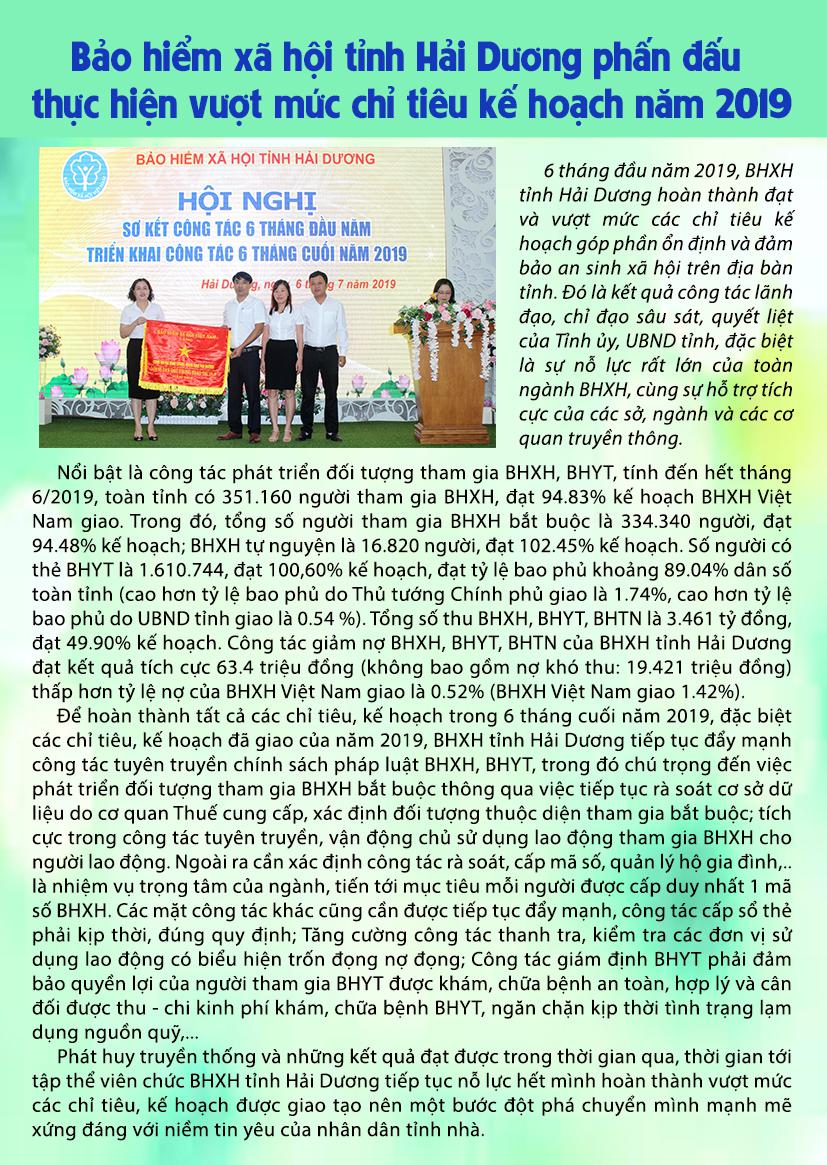 Bảo hiểm xã hội tỉnh Hải Dương phấn đấu
thực hiện vượt mức chỉ tiêu kế hoạch năm 2019
BẢO HIỂM XÃ HỘI TỈNH HẢI DƯƠNG
HỘI NGHỊ
SƠ KẾT CÔNG TÁC 6 THÁNG ĐẦU NĂM
TRIỂN KHAI CÔNG TÁC 6 THÁNG CUỐI NĂM 2019
Hải Dương, ngày 6 tháng 7 năm 2019
6 tháng đầu năm 2019, BHXH
tỉnh Hải Dương hoàn thành đạt
và vượt mức các chỉ tiêu kế
hoạch góp phần ổn định và đảm
bảo an sinh xã hội trên địa bàn
tỉnh. Đó là kết quả công tác lãnh
đạo, chỉ đạo sâu sát, quyết liệt
của Tỉnh ủy, UBND tỉnh, đặc biệt
là sự nỗ lực rất lớn của toàn
ngành BHXH, cùng sự hỗ trợ tích
cực của các sở, ngành và các cơ
quan truyền thông.
Nổi bật là công tác phát triển đối tượng tham gia BHXH, BHYT, tính đến hết tháng
6/2019, toàn tỉnh có 351.160 người tham gia BHXH, đạt 94.83% kế hoạch BHXH Việt
Nam giao. Trong đó, tổng số người tham gia BHXH bắt buộc là 334.340 người, đạt
94.48% kế hoạch; BHXH tự nguyện là 16.820 người, đạt 102.45% kế hoạch. Số người có
thẻ BHYT là 1.610.744, đạt 100,60% kế hoạch, đạt tỷ lệ bao phủ khoảng 89.04% dân số
toàn tỉnh (cao hơn tỷ lệ bao phủ do Thủ tướng Chính phủ giao là 1.74%, cao hơn tỷ lệ
bao phủ do UBND tỉnh giao là 0.54 %). Tổng số thu BHXH, BHYT, BHTN là 3.461 tỷ đồng,
đạt 49.90% kế hoạch. Công tác giảm nợ BHXH, BHYT, BHTN của BHXH tỉnh Hải Dương
đạt kết quả tích cực 63.4 triệu đồng (không bao gồm nợ khó thu: 19.421 triệu đồng)
thấp hơn tỷ lệ nợ của BHXH Việt Nam giao là 0.52% (BHXH Việt Nam giao 1.42%).
Để hoàn thành tất cả các chỉ tiêu, kế hoạch trong 6 tháng cuối năm 2019, đặc biệt
các chỉ tiêu, kế hoạch đã giao của năm 2019, BHXH tỉnh Hải Dương tiếp tục đẩy mạnh
công tác tuyên truyền chính sách pháp luật BHXH, BHYT, trong đó chú trọng đến việc
phát triển đối tượng tham gia BHXH bắt buộc thông qua việc tiếp tục rà soát cơ sở dữ
liệu do cơ quan Thuế cung cấp, xác định đối tượng thuộc diện tham gia bắt buộc; tích
cực trong công tác tuyên truyền, vận động chủ sử dụng lao động tham gia BHXH cho
người lao động. Ngoài ra cần xác định công tác rà soát, cấp mã số, quản lý hộ gia đình,..
là nhiệm vụ trọng tâm của ngành, tiến tới mục tiêu mỗi người được cấp duy nhất 1 mã
số BHXH. Các mặt công tác khác cũng cần được tiếp tục đẩy mạnh, công tác cấp sổ thẻ
phải kịp thời, đúng quy định; Tăng cường công tác thanh tra, kiểm tra các đơn vị sử
dụng lao động có biểu hiện trốn đọng nợ đọng; Công tác giám định BHYT phải đảm
bảo quyền lợi của người tham gia BHYT được khám, chữa bệnh an toàn, hợp lý và cân
đối được thu - chi kinh phí khám, chữa bệnh BHYT, ngăn chặn kịp thời tình trạng lạm
dụng nguồn quỹ,...
Phát huy truyền thống và những kết quả đạt được trong thời gian qua, thời gian tới
tập thể viên chức BHXH tỉnh Hải Dương tiếp tục nỗ lực hết mình hoàn thành vượt mức
các chỉ tiêu, kế hoạch được giao tạo nên một bước đột phá chuyển mình mạnh mẽ
xứng đáng với niềm tin yêu của nhân dân tỉnh nhà.